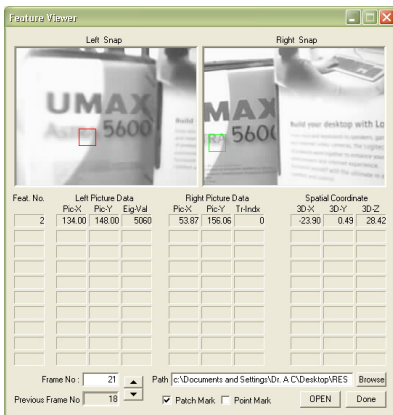 Feature Viewer
Left Snap
Right Snap
UMAX
5600
Build
UMAX
RA 5600
Build your desktop with Lo
Feat. No.
Left Picture Data
Right Picture Data
Spatial Coordinate
Pic-X Pic-Y Eig-Val
Pic-X Pic-Y Tr-Indx
3D-X 3D-Y 3D-Z
2 134.00 148.00 5060 53.87 156.06 0 -23.90 0.49 28.42
Frame No : 21
Path c:\Documents and Settings\Dr. A C\Desktop\RES Browse
Previous Frame No 18
Patch Mark Point Mark OPEN Done